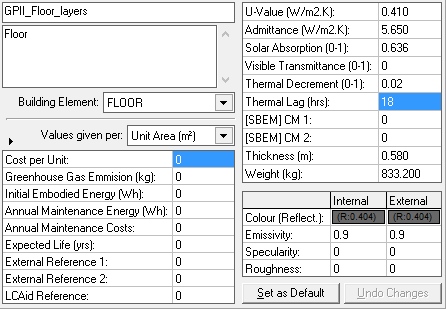 GPII_Floor_layers
Floor
Building Element: FLOOR
Values given per: Unit Area (m²)
Cost per Unit: 0
Greenhouse Gas Emmision (kg): 0
Initial Embodied Energy (Wh): 0
Annual Maintenance Energy (Wh): 0
Annual Maintenance Costs: 0
Expected Life (yrs): 0
External Reference 1: 0
External Reference 2: 0
LCAid Reference: 0
U-Value (W/m2.K): 0.410
Admittance (W/m2.K): 5.650
Solar Absorption (0-1): 0.636
Visible Transmittance (0-1): 0
Thermal Decrement (0-1): 0.02
Thermal Lag (hrs): 18
[SBEM] CM 1: 0
[SBEM] CM 2: 0
Thickness (m): 0.580
Weight (kg): 833.200
Internal External
Colour (Reflect.): (R:0.404) (R:0.404)
Emissivity: 0.9 0.9
Specularity: 0 0
Roughness: 0 0
Set as Default Undo Changes